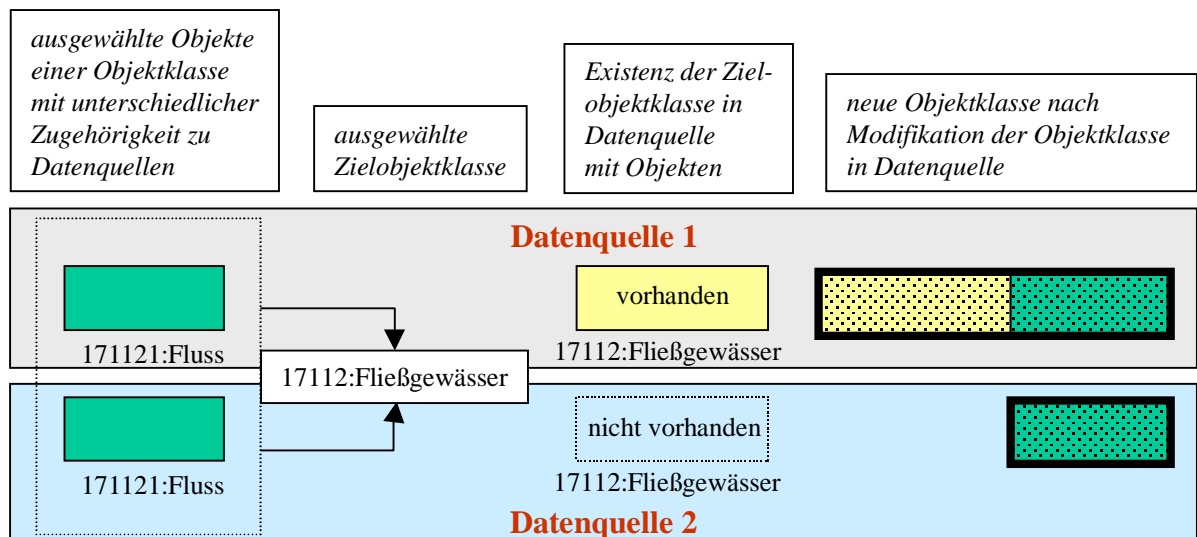 ausgewählte Objekte
einer Objektklasse
mit unterschiedlicher
Zugehörigkeit zu
Datenquellen
ausgewählte
Zielobjektklasse
Existenz der Ziel-
objektklasse in
Datenquelle
mit Objekten
neue Objektklasse nach
Modifikation der Objektklasse
in Datenquelle
Datenquelle 1
vorhanden
171121:Fluss
17112:Fließgewässer
17112:Fließgewässer
nicht vorhanden
171121:Fluss
17112:Fließgewässer
Datenquelle 2